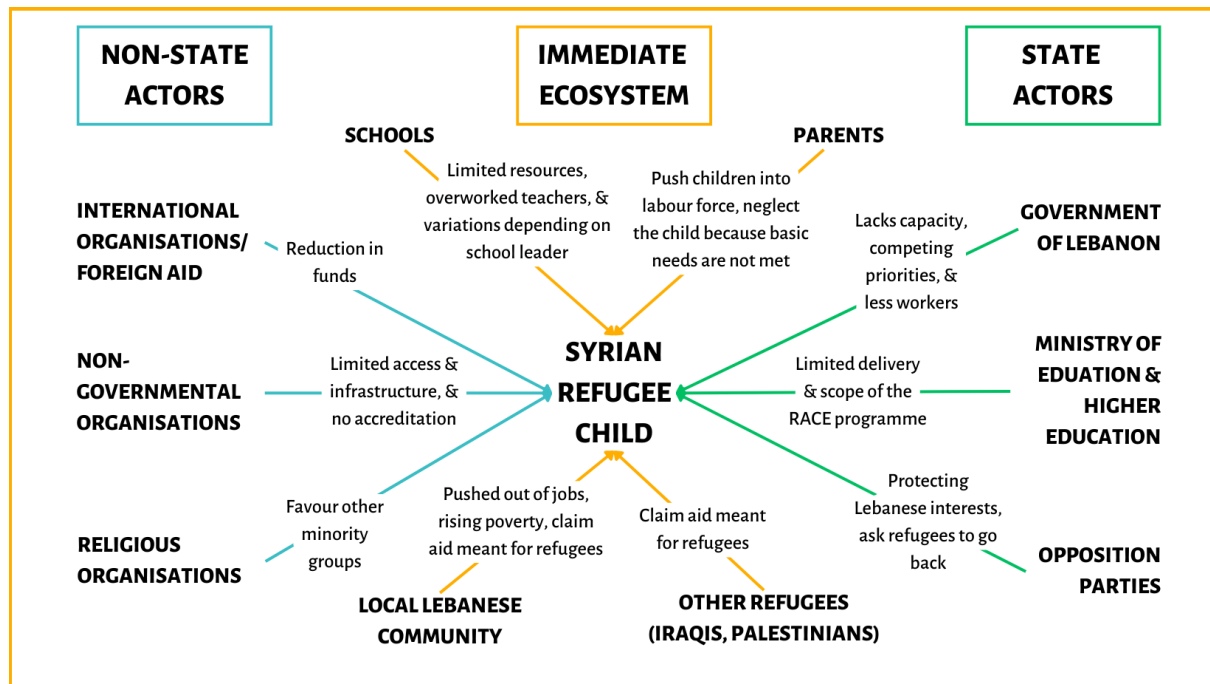 NON-STATE
ACTORS
IMMEDIATE
ECOSYSTEM
STATE
ACTORS
SCHOOLS
Limited resources,
overworked teachers, &
variations depending on
school leader
PARENTS
Push children into
labour force, neglect
the child because basic
needs are not met
INTERNATIONAL
ORGANISATIONS/
FOREIGN AID
Reduction in
funds
Lacks capacity,
competing
priorities, &
less workers
GOVERNMENT
OF LEBANON
NON-
GOVERNMENTAL
ORGANISATIONS
Limited access &
infrastructure, &
no accreditation
SYRIAN
REFUGEE
CHILD
Limited delivery
& scope of the
RACE programme
MINISTRY OF
EDUATION &
HIGHER
EDUCATION
RELIGIOUS
ORGANISATIONS
Favour other
minority
groups
Pushed out of jobs,
rising poverty, claim
aid meant for refugees
LOCAL LEBANESE
COMMUNITY
Claim aid meant
for refugees
OTHER REFUGEES
(IRAQIS, PALESTINIANS)
Protecting
Lebanese interests,
ask refugees to go
back
OPPOSITION
PARTIES